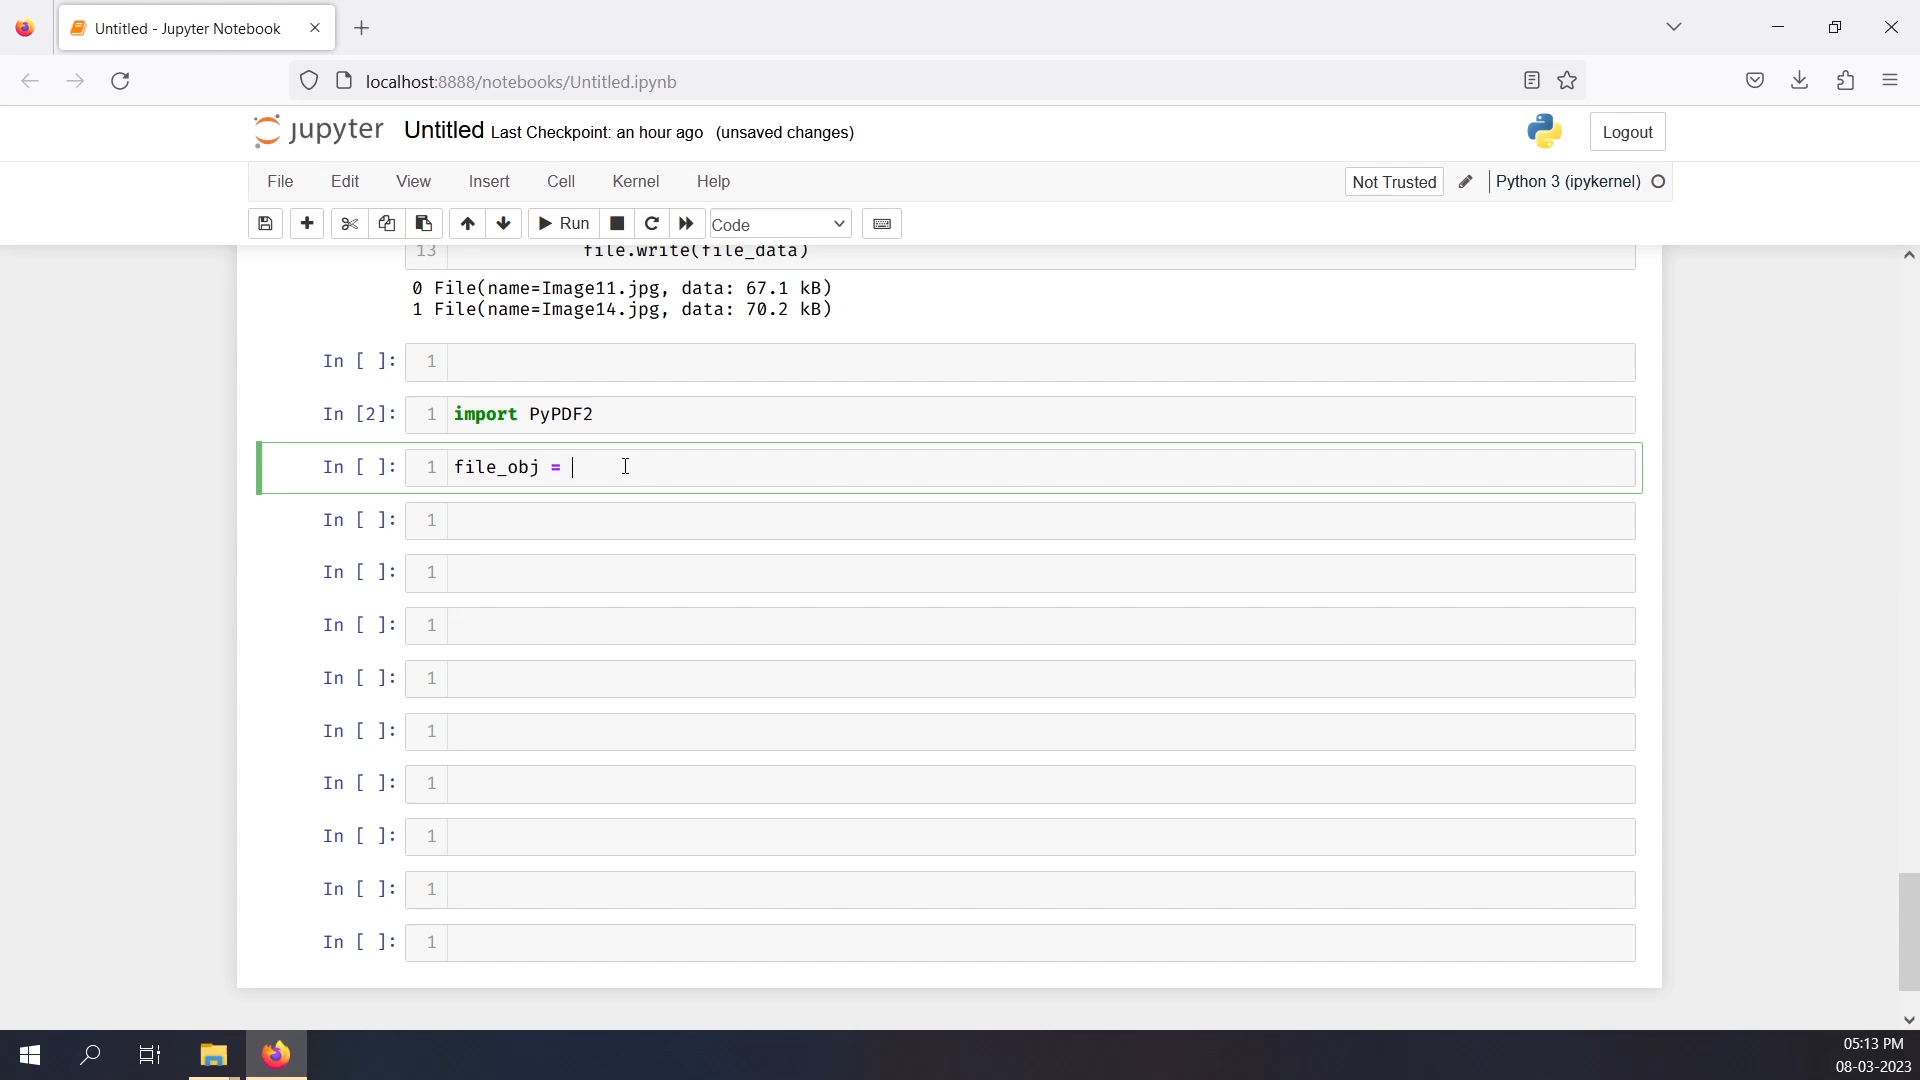 Untitled - Jupyter Notebook
localhost:8888/notebooks/Untitled.ipynb
jupyter Untitled Last Checkpoint: an hour ago (unsaved changes)
Logout
File Edit View Insert Cell Kernel Help
Not Trusted Python 3 (ipykernel)
Run Code
13 file.write(file_data)
0 File(name=Image11.jpg, data: 67.1 kB)
1 File(name=Image14.jpg, data: 70.2 kB)
In [ ]: 1
In [2]: 1 import PyPDF2
In [ ]: 1 file_obj =
In [ ]: 1
In [ ]: 1
In [ ]: 1
In [ ]: 1
In [ ]: 1
In [ ]: 1
In [ ]: 1
In [ ]: 1
In [ ]: 1
05:13 PM
08-03-2023